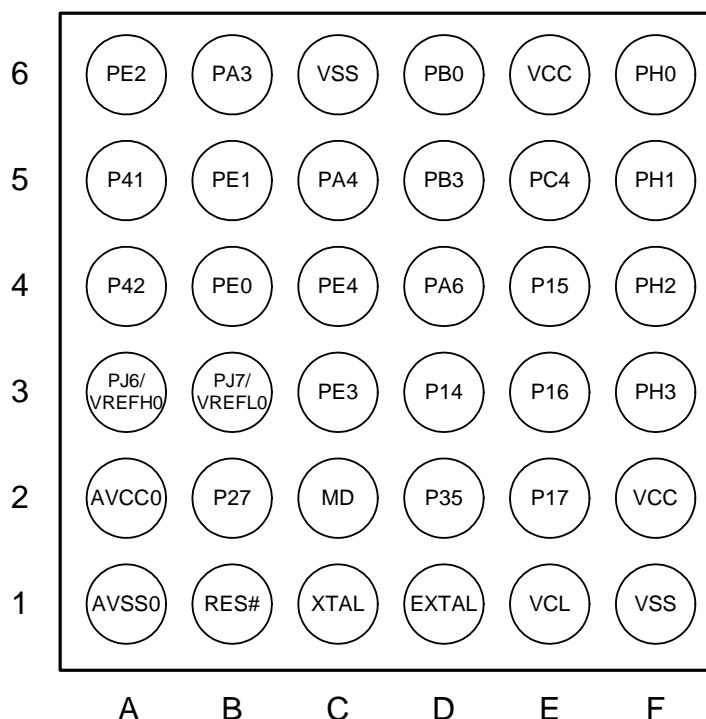 6 PE2 PA3 VSS PB0 VCC PH0
5 P41 PE1 PA4 PB3 PC4 PH1
4 P42 PE0 PE4 PA6 P15 PH2
3 PJ6/ VREFH0 PJ7/ VREFL0 PE3 P14 P16 PH3
2 AVCC0 P27 MD P35 P17 VCC
1 AVSS0 RES# XTAL EXTAL VCL VSS
A B C D E F